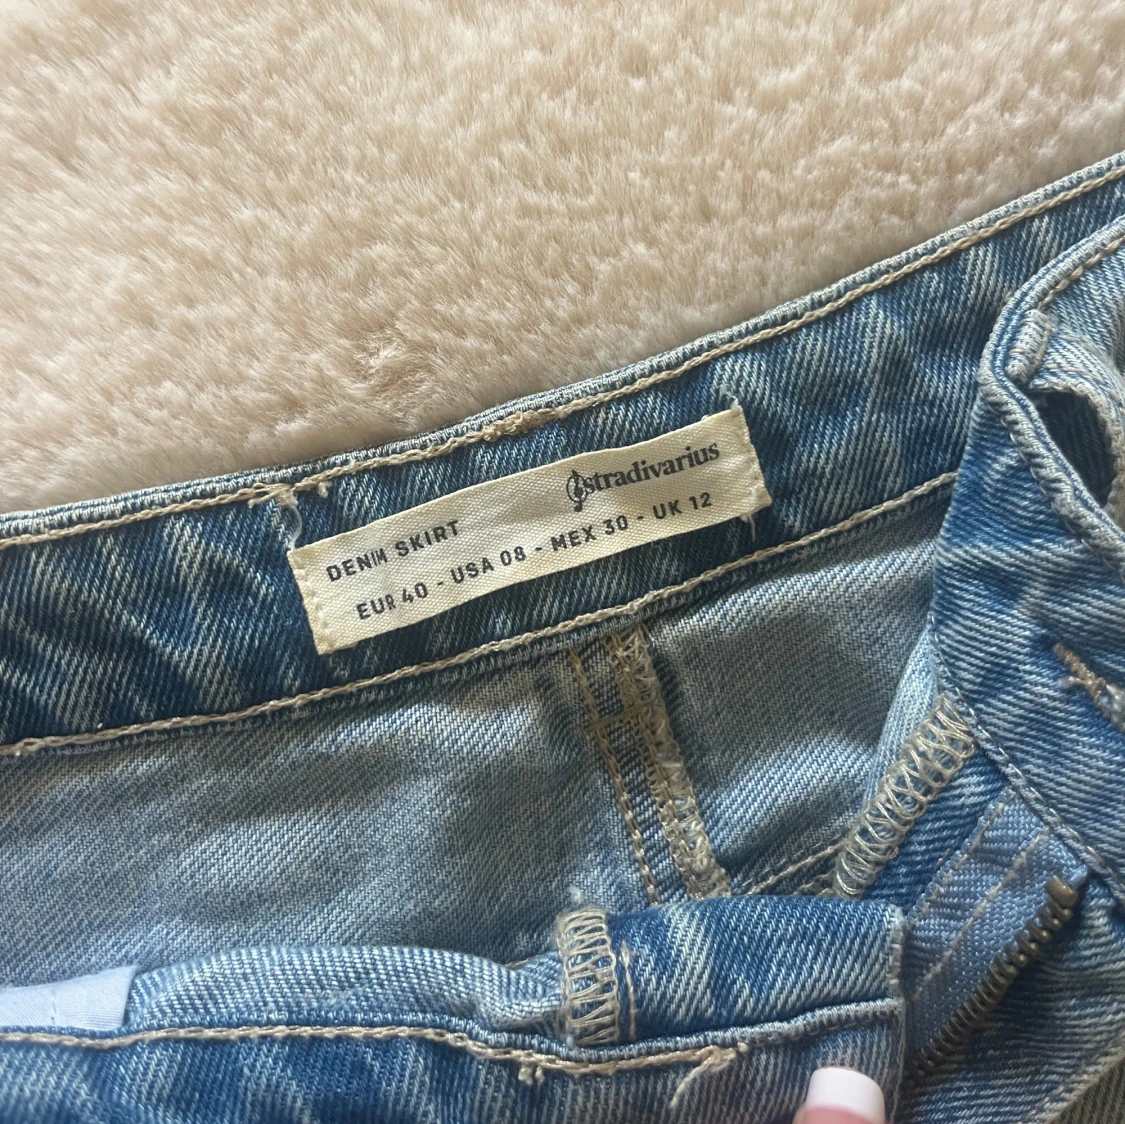 stradivarius
DENIM SKIRT
EUR 40 - USA 08 - MEX 30 - UK 12